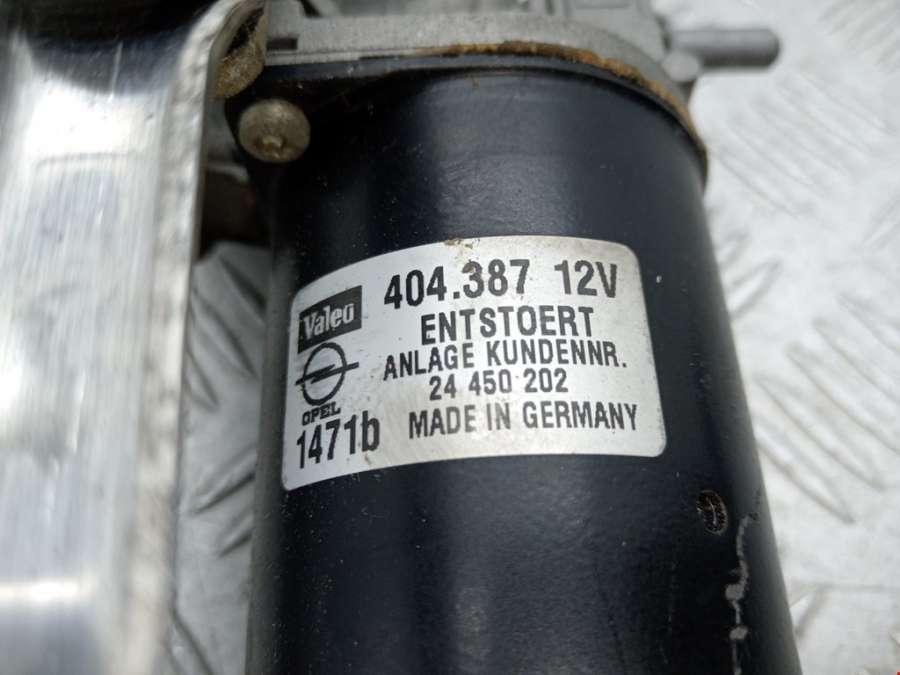 404.387 12V
Valeo
ENTSTOERT
ANLAGE KUNDENNR.
24 450 202
OPEL
1471b MADE IN GERMANY